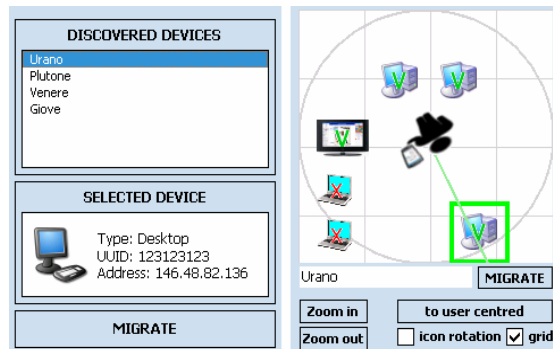 DISCOVERED DEVICES
Urano
Plutone
Venere
Giove
SELECTED DEVICE
Type: Desktop
UUID: 123123123
Address: 146.48.82.136
MIGRATE
V
V
V
X
X
V
Urano
MIGRATE
Zoom in
to user centred
Zoom out
icon rotation
grid